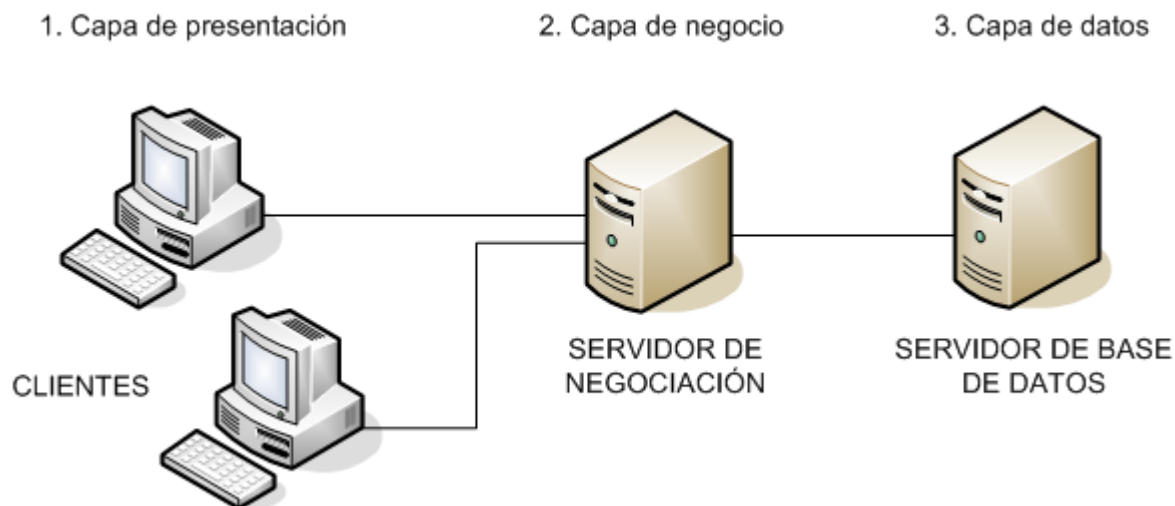 1. Capa de presentación
2. Capa de negocio
3. Capa de datos
CLIENTES
SERVIDOR DE
NEGOCIACIÓN
SERVIDOR DE BASE
DE DATOS